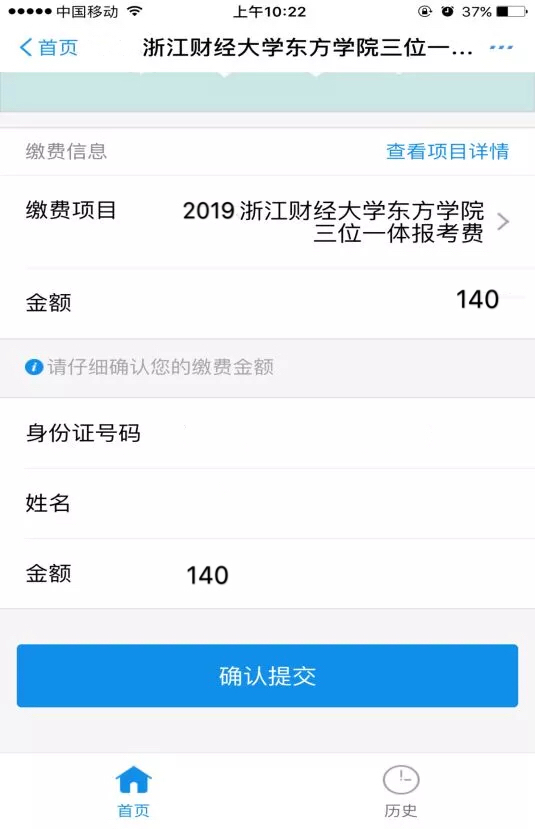 中国移动 上午10:22 37%
首页 浙江财经大学东方学院三位一...
缴费信息 查看项目详情
缴费项目 2019浙江财经大学东方学院
三位一体报考费
金额 140
请仔细确认您的缴费金额
身份证号码
姓名
金额 140
确认提交
首页 历史